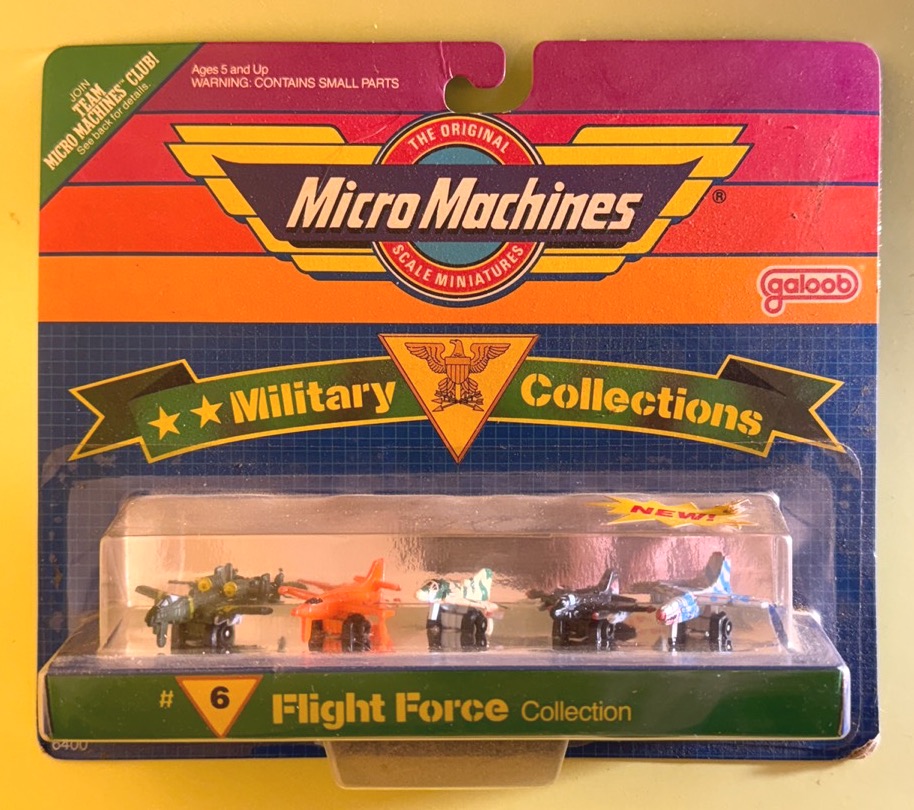 JOIN
"TEAM
MICRO MACHINES™ CLUB!
See back for details.
Ages 5 and Up
WARNING: CONTAINS SMALL PARTS
THE ORIGINAL
Micro Machines ®
SCALE MINIATURES
galoob
Military Collections
NEW!
# 6 Flight Force Collection
6400